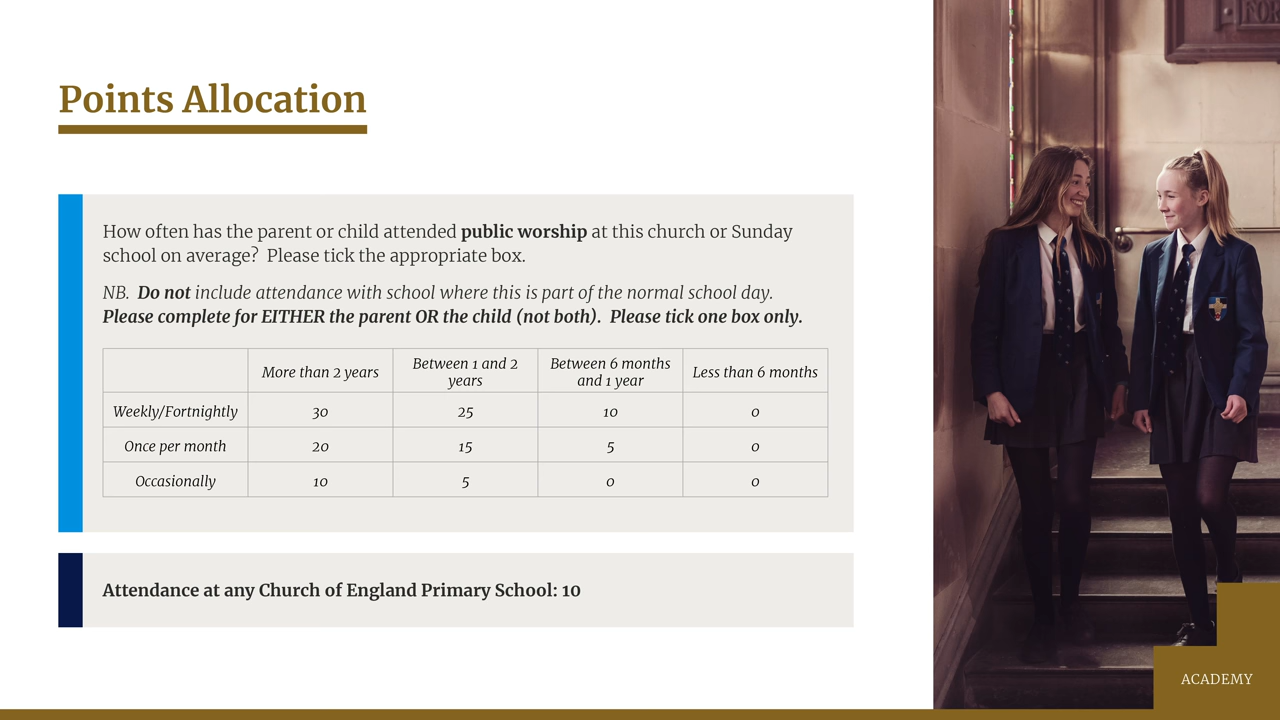 Points Allocation
How often has the parent or child attended public worship at this church or Sunday
school on average?  Please tick the appropriate box.
NB.  Do not include attendance with school where this is part of the normal school day.
Please complete for EITHER the parent OR the child (not both).  Please tick one box only.
More than 2 years
Between 1 and 2
years
Between 6 months
and 1 year
Less than 6 months
Weekly/Fortnightly 30 25 10 0
Once per month 20 15 5 0
Occasionally 10 5 0 0
Attendance at any Church of England Primary School: 10
ACADEMY